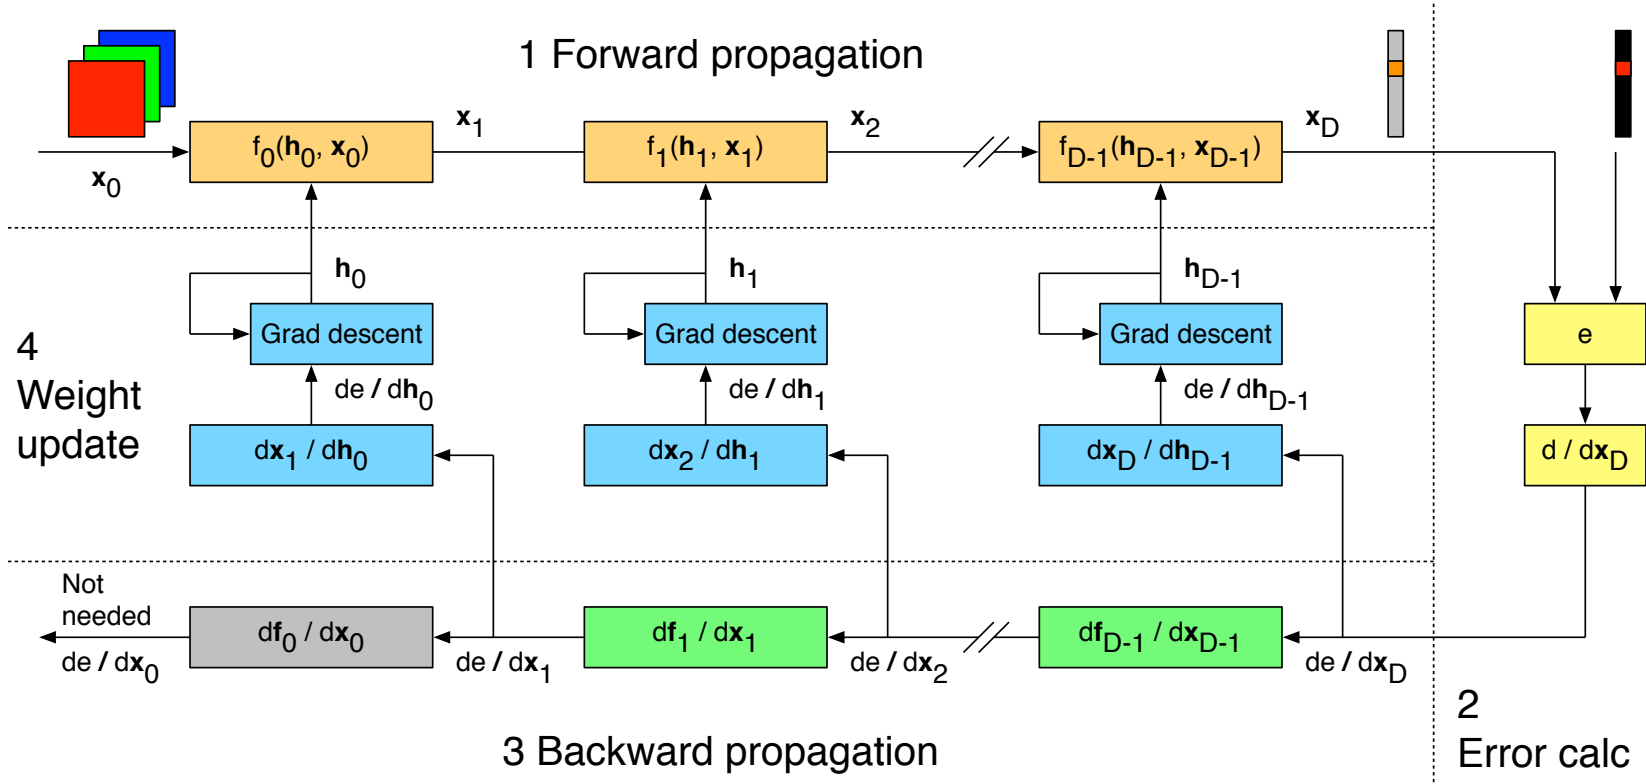 1 Forward propagation
x0
f0(h0, x0)
x1
f1(h1, x1)
x2
fD-1(hD-1, xD-1)
xD
4
Weight
update
h0
Grad descent
de / dh0
dx1 / dh0
h1
Grad descent
de / dh1
dx2 / dh1
hD-1
Grad descent
de / dhD-1
dxD / dhD-1
e
d / dxD
Not
needed
de / dx0
df0 / dx0
de / dx1
df1 / dx1
de / dx2
dfD-1 / dxD-1
de / dxD
3 Backward propagation
2
Error calc